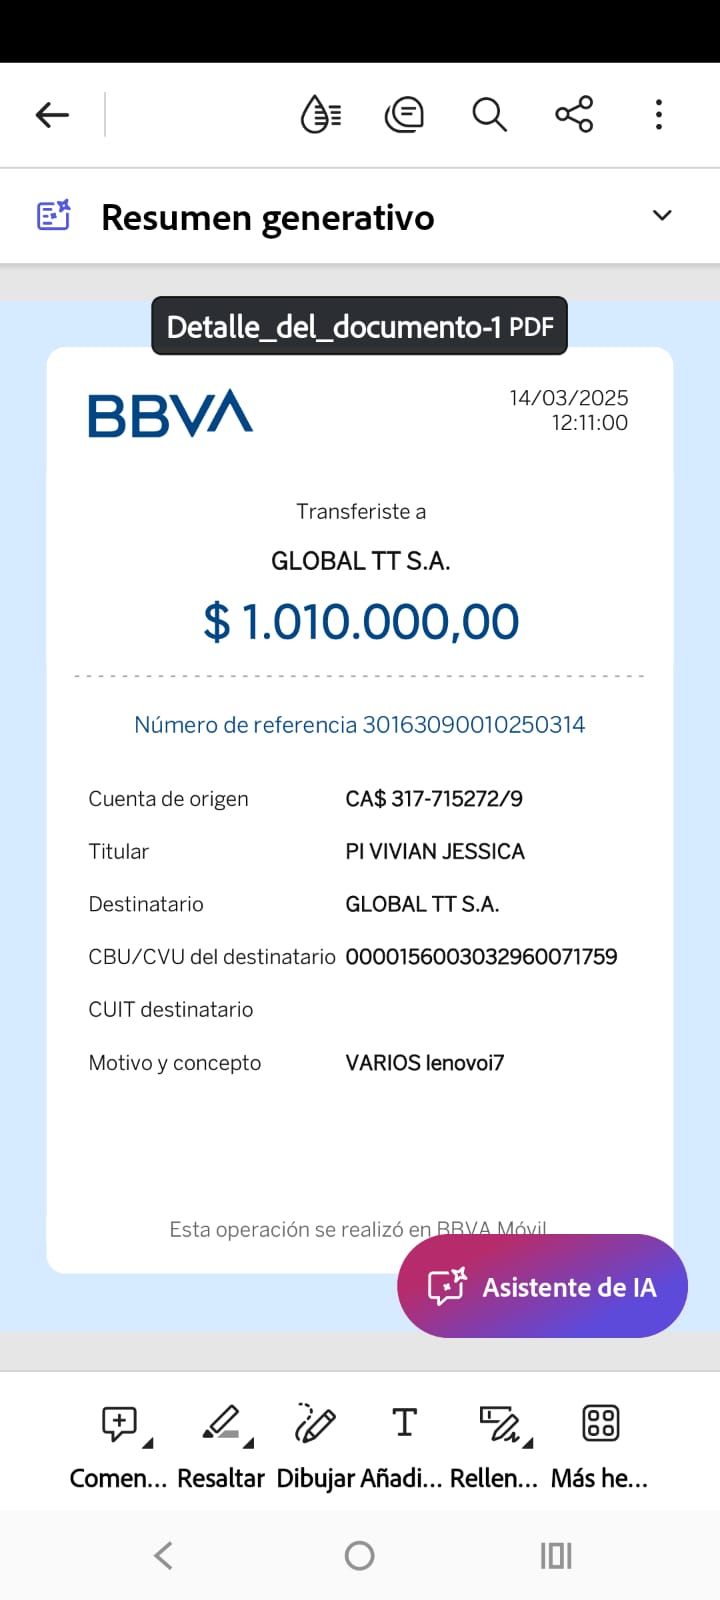 Resumen generativo
Detalle_del_documento-1 PDF
BBVA
14/03/2025
12:11:00
Transferiste a
GLOBAL TT S.A.
$ 1.010.000,00
Número de referencia 30163090010250314
Cuenta de origen CA$ 317-715272/9
Titular PI VIVIAN JESSICA
Destinatario GLOBAL TT S.A.
CBU/CVU del destinatario 0000156003032960071759
CUIT destinatario
Motivo y concepto VARIOS lenovoi7
Esta operación se realizó en BBVA Móvil
Asistente de IA
Comen... Resaltar Dibujar Añadi... Rellen... Más he...